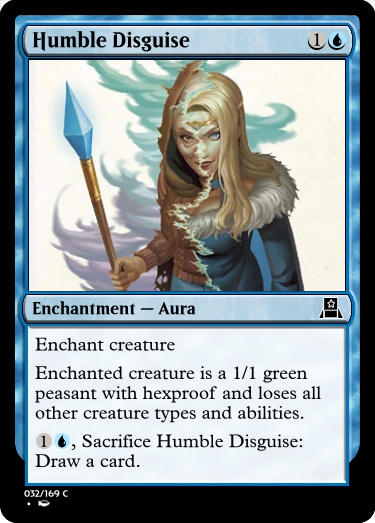 Humble Disguise 1
Enchantment — Aura
Enchant creature
Enchanted creature is a 1/1 green
peasant with hexproof and loses all
other creature types and abilities.
1, Sacrifice Humble Disguise:
Draw a card.
032/169 C